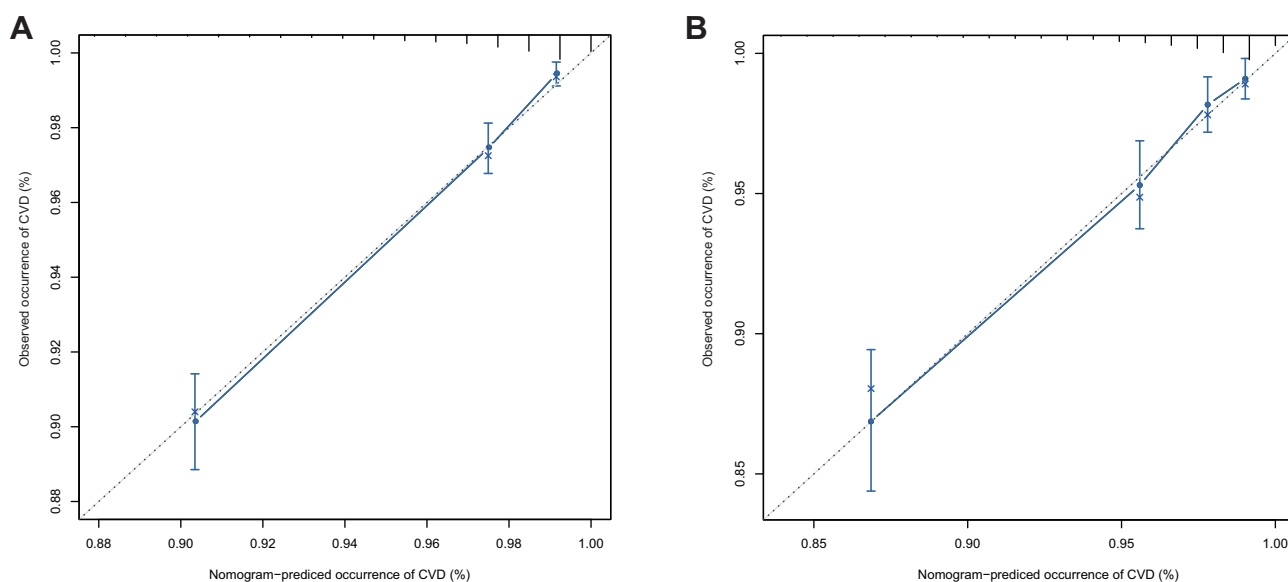 A
Observed occurrence of CVD (%)
1.00
0.98
0.96
0.94
0.92
0.90
0.88
0.88 0.90 0.92 0.94 0.96 0.98 1.00
Nomogram-prediced occurrence of CVD (%)
B
Observed occurrence of CVD (%)
1.00
0.95
0.90
0.85
0.85 0.90 0.95 1.00
Nomogram-prediced occurrence of CVD (%)